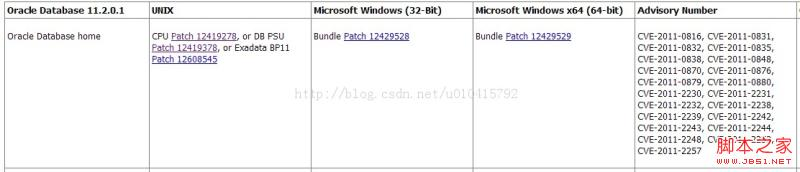 Oracle Database 11.2.0.1
UNIX
Microsoft Windows (32-Bit)
Microsoft Windows x64 (64-bit)
Advisory Number
Oracle Database home
CPU Patch 12419278, or DB PSU
Patch 12419378, or Exadata BP11
Patch 12608545
Bundle Patch 12429528
Bundle Patch 12429529
CVE-2011-0816, CVE-2011-0831,
CVE-2011-0832, CVE-2011-0835,
CVE-2011-0838, CVE-2011-0848,
CVE-2011-0870, CVE-2011-0876,
CVE-2011-0879, CVE-2011-0880,
CVE-2011-2230, CVE-2011-2231,
CVE-2011-2232, CVE-2011-2238,
CVE-2011-2239, CVE-2011-2242,
CVE-2011-2243, CVE-2011-2244,
CVE-2011-2248,
CVE-2011-2257
http://blog.csdn.net/u010415792
脚本之家
WWW.JB51.NET